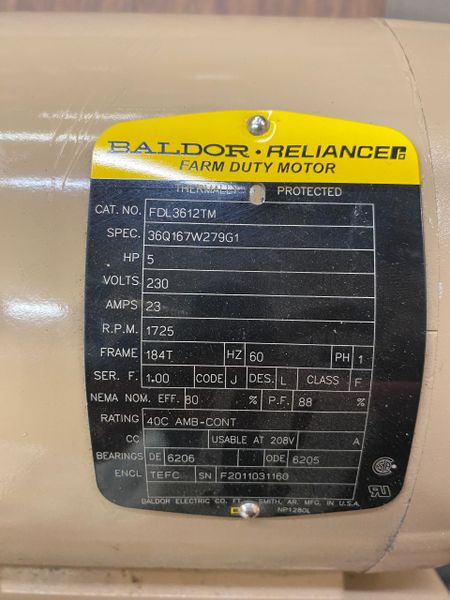 BALDOR • RELIANCE
FARM DUTY MOTOR
THERMALLY PROTECTED
CAT. NO. FDL3612TM
SPEC. 36Q167W279G1
HP 5
VOLTS 230
AMPS 23
R.P.M. 1725
FRAME 184T HZ 60 PH 1
SER. F. 1.00 CODE J DES. L CLASS F
NEMA NOM. EFF. 80 % P.F. 88 %
RATING 40C AMB-CONT
CC USABLE AT 208V A
BEARINGS DE 6206 ODE 6205
ENCL TEFC SN F2011031160
BALDOR ELECTRIC CO. FT. SMITH, AR. MFG. IN U.S.A.
NP1280L